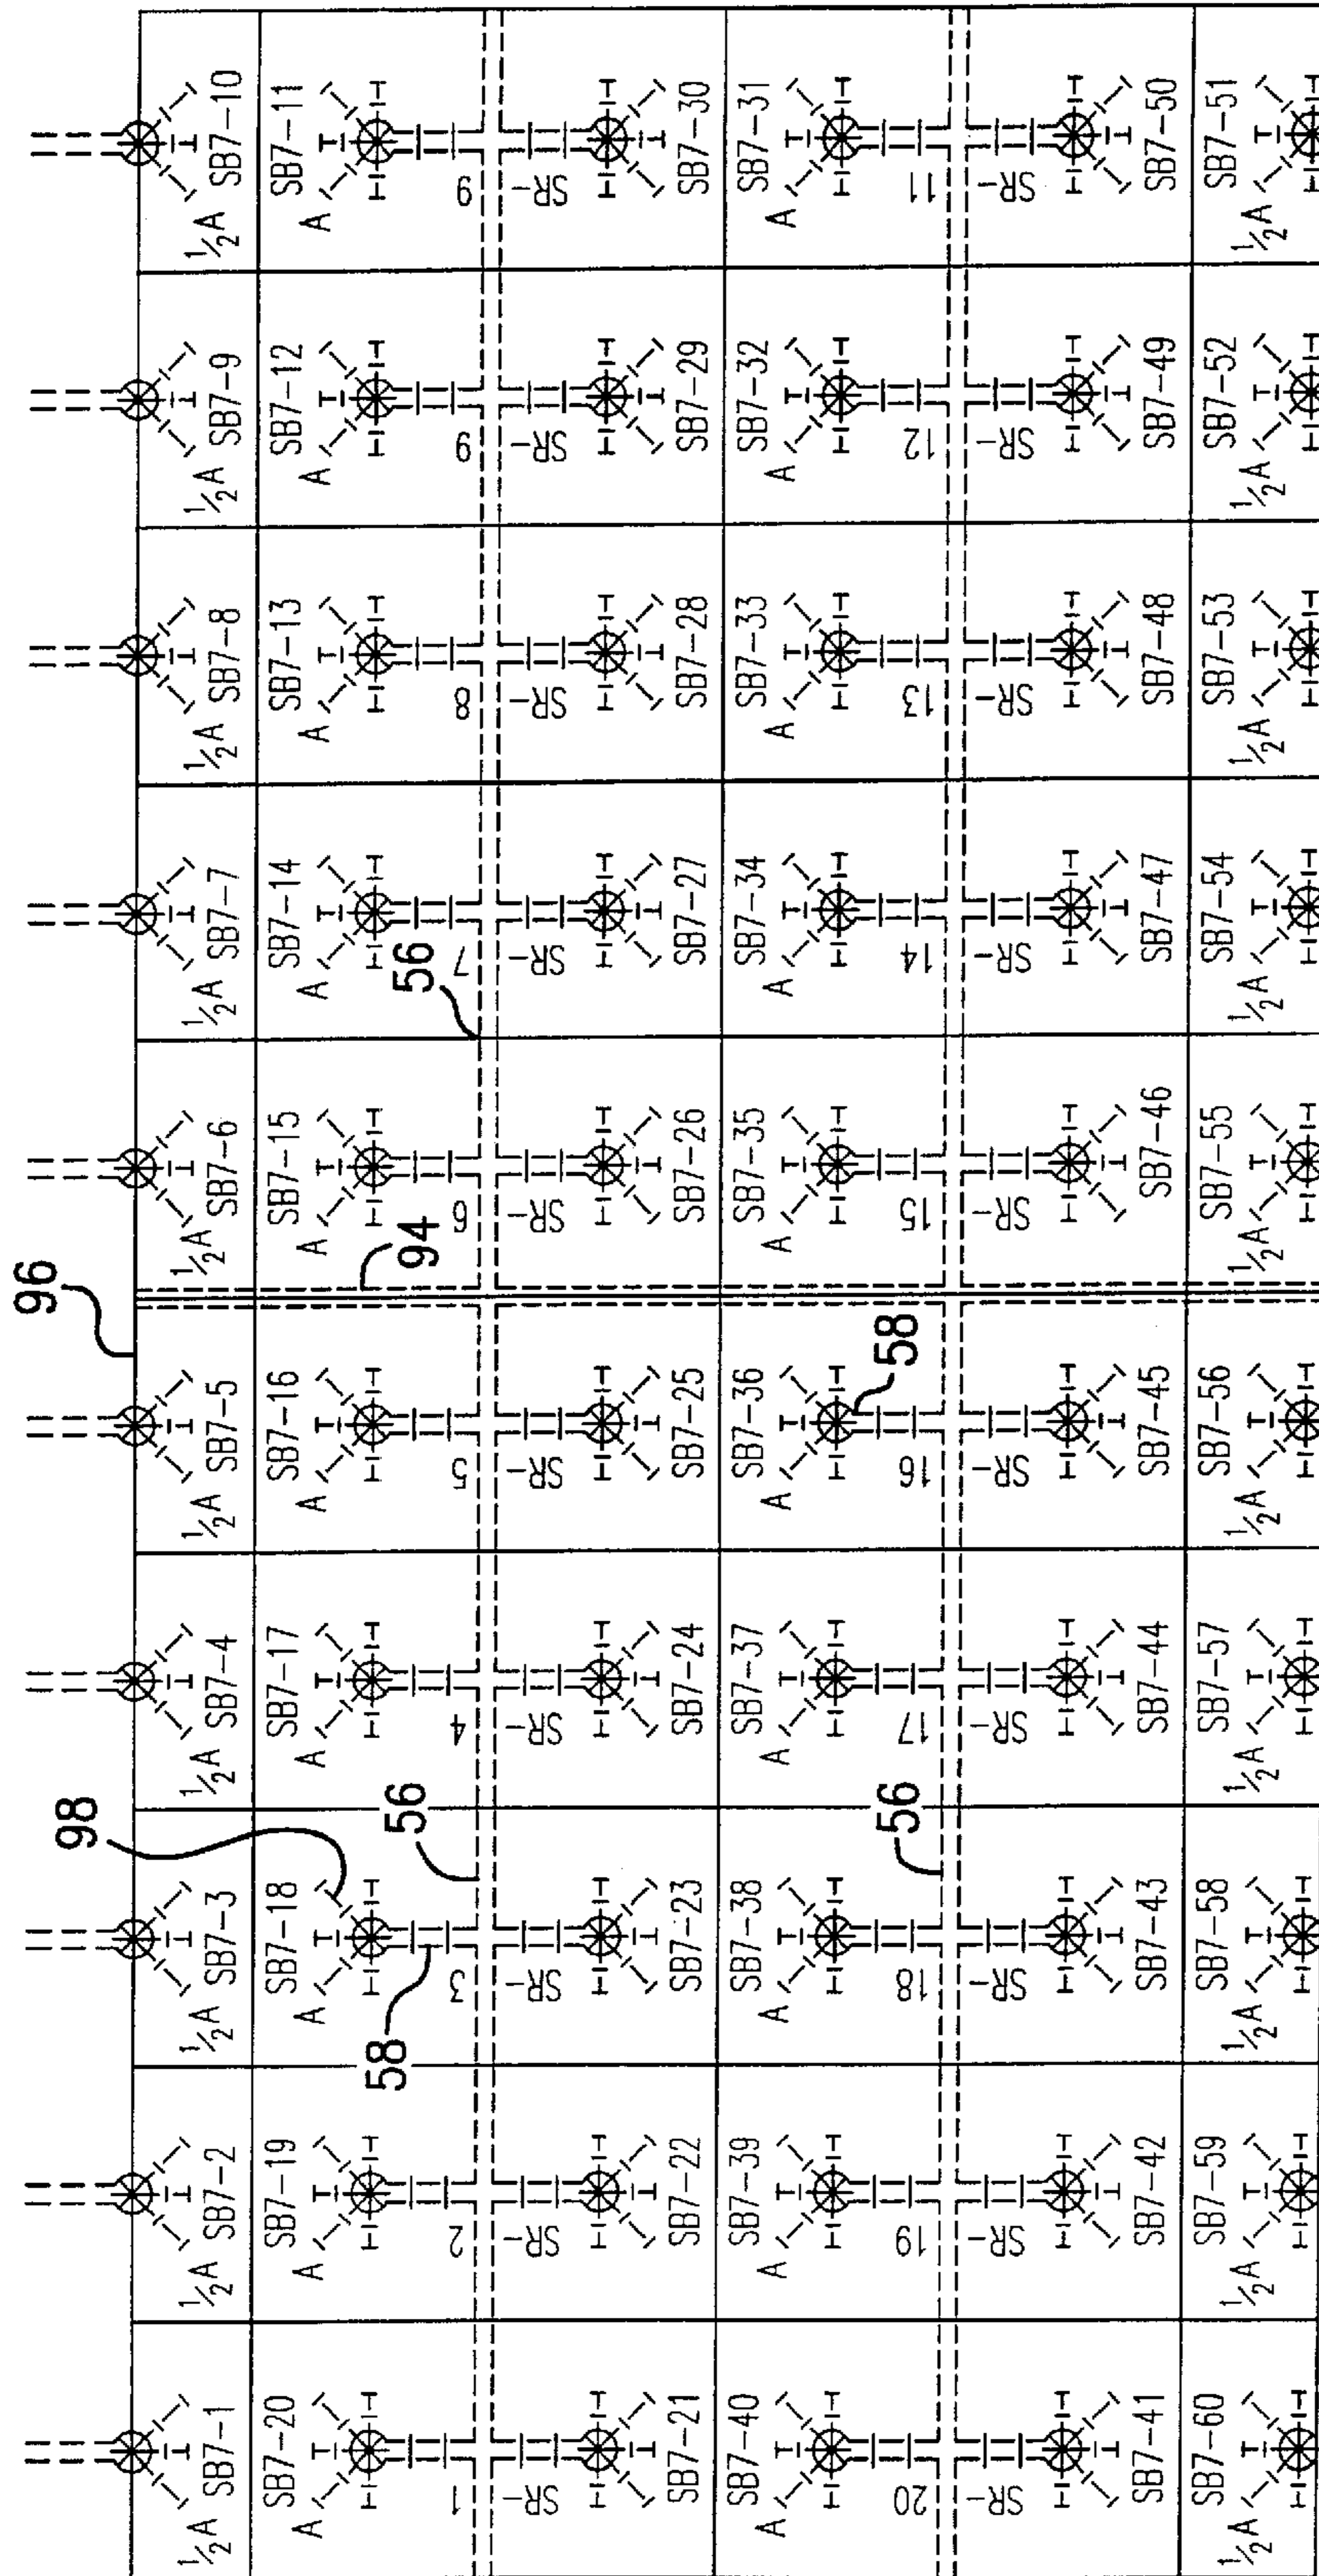 98 96
½A ½A ½A ½A ½A ½A ½A ½A ½A ½A
SB7-1 SB7-2 SB7-3 SB7-4 SB7-5 SB7-6 SB7-7 SB7-8 SB7-9 SB7-10
SB7-20 SB7-19 SB7-18 SB7-17 SB7-16 SB7-15 SB7-14 SB7-13 SB7-12 SB7-11
A A A A A A A A A A
58 56 94 56
SR-1 SR-2 SR-3 SR-4 SR-5 SR-6 SR-7 SR-8 SR-9 SR-9
SB7-21 SB7-22 SB7-23 SB7-24 SB7-25 SB7-26 SB7-27 SB7-28 SB7-29 SB7-30
SB7-40 SB7-39 SB7-38 SB7-37 SB7-36 SB7-35 SB7-34 SB7-33 SB7-32 SB7-31
A A A A A A A A A A
56 58
SR-20 SR-19 SR-18 SR-17 SR-16 SR-15 SR-14 SR-13 SR-12 SR-11
SB7-41 SB7-42 SB7-43 SB7-44 SB7-45 SB7-46 SB7-47 SB7-48 SB7-49 SB7-50
SB7-60 SB7-59 SB7-58 SB7-57 SB7-56 SB7-55 SB7-54 SB7-53 SB7-52 SB7-51
½A ½A ½A ½A ½A ½A ½A ½A ½A ½A